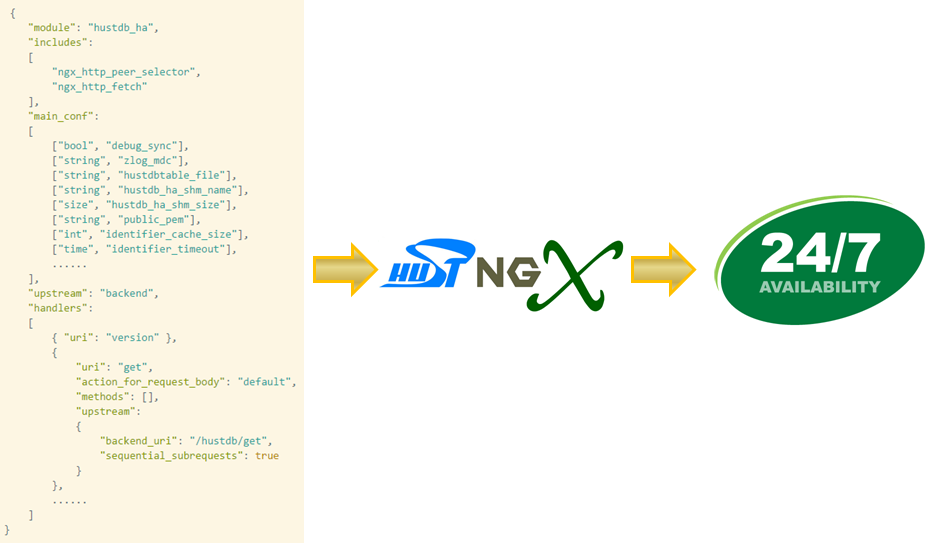 {
"module": "hustdb_ha",
"includes":
[
"ngx_http_peer_selector",
"ngx_http_fetch"
],
"main_conf":
[
["bool", "debug_sync"],
["string", "zlog_mdc"],
["string", "hustdbtable_file"],
["string", "hustdb_ha_shm_name"],
["size", "hustdb_ha_shm_size"],
["string", "public_pem"],
["int", "identifier_cache_size"],
["time", "identifier_timeout"],
......
],
"upstream": "backend",
"handlers":
[
{ "uri": "version" },
{
"uri": "get",
"action_for_request_body": "default",
"methods": [],
"upstream":
{
"backend_uri": "/hustdb/get",
"sequential_subrequests": true
}
},
......
]
}
HUST NGX
24/7
AVAILABILITY